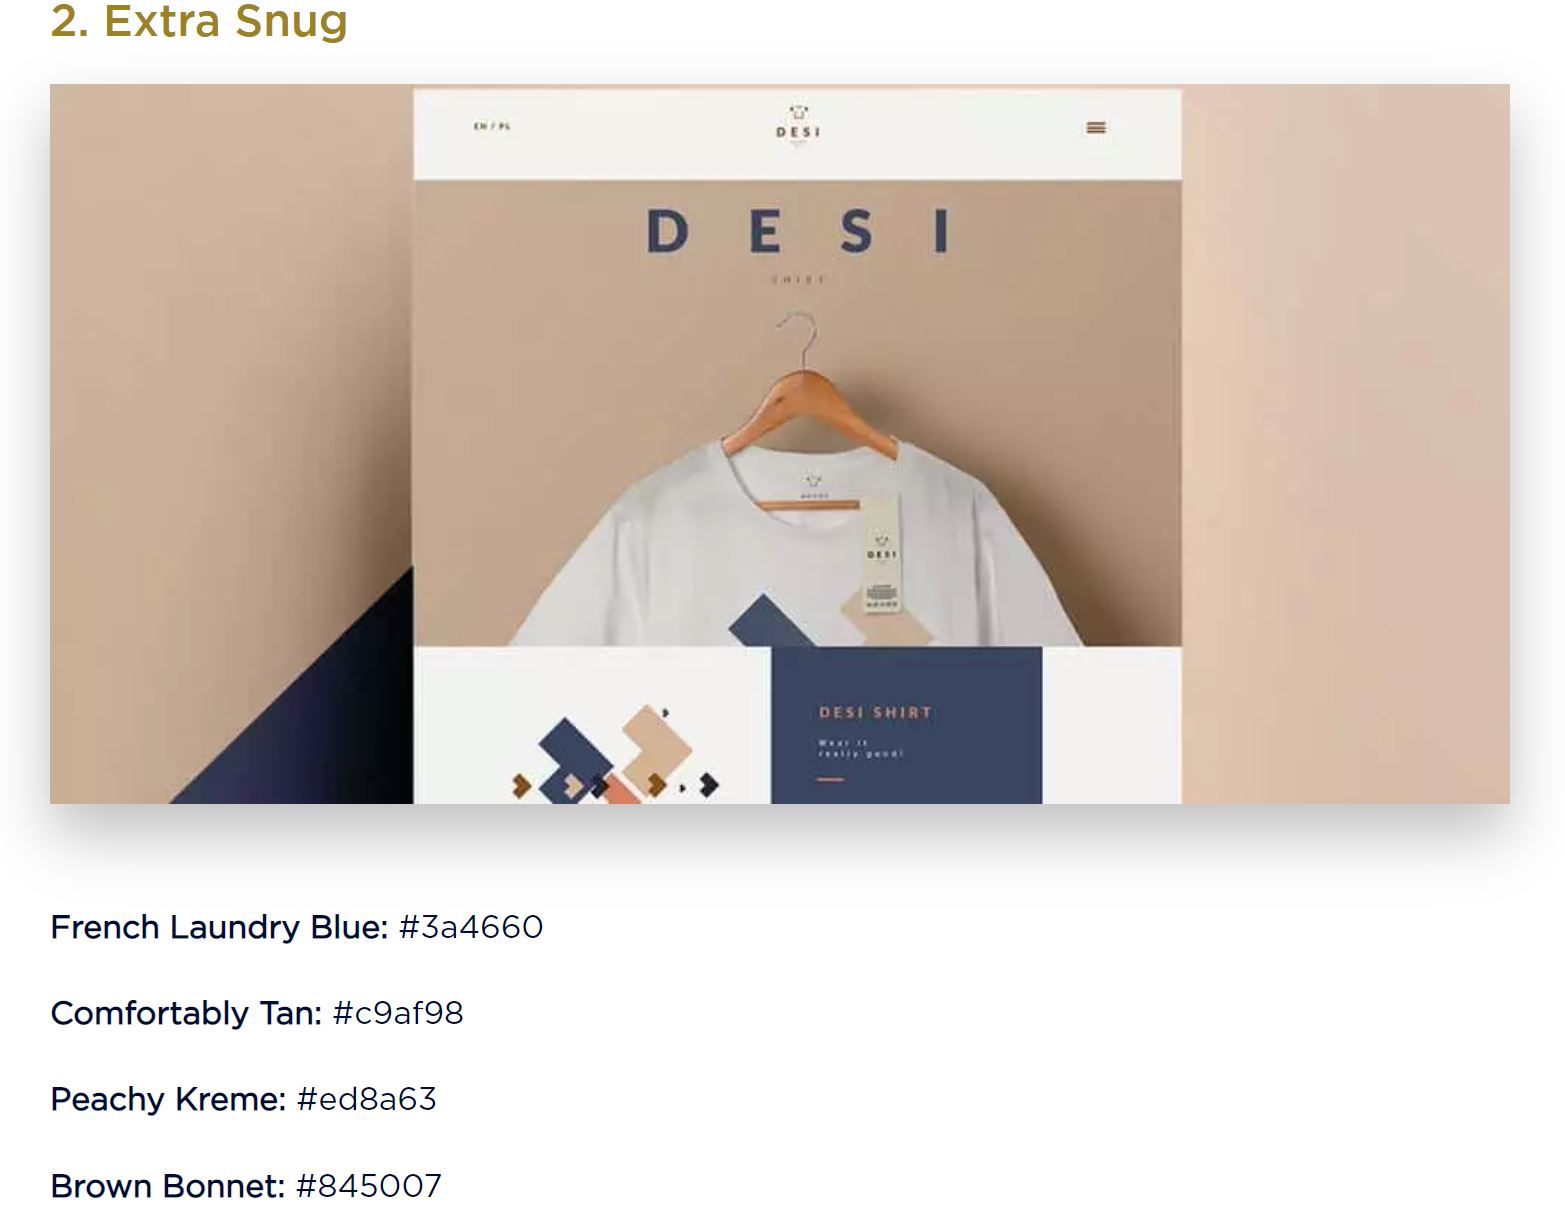 2. Extra Snug
EN / PL
DESI
D E S I
SHIRT
DESI
DESI SHIRT
Wear it
really good!
French Laundry Blue: #3a4660
Comfortably Tan: #c9af98
Peachy Kreme: #ed8a63
Brown Bonnet: #845007